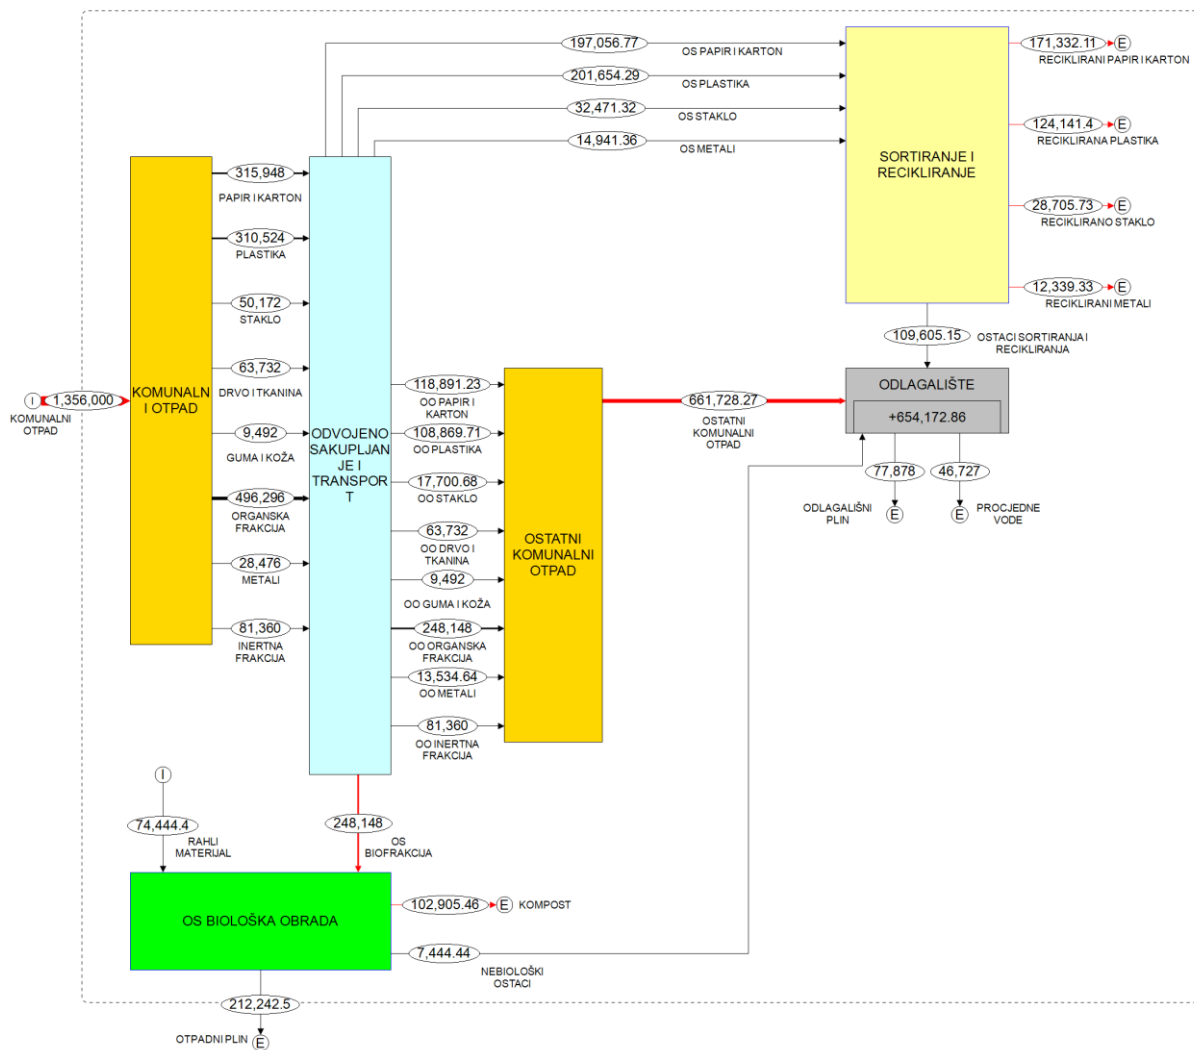 197,056.77
OS PAPIR I KARTON
201,654.29
OS PLASTIKA
32,471.32
OS STAKLO
14,941.36
OS METALI
SORTIRANJE I
RECIKLIRANJE
171,332.11
E
RECIKLIRANI PAPIR I KARTON
124,141.4
E
RECIKLIRANA PLASTIKA
28,705.73
E
RECIKLIRANO STAKLO
12,339.33
E
RECIKLIRANI METALI
109,605.15
OSTACI SORTIRANJA I
RECIKLIRANJA
I
1,356,000
KOMUNALNI
OTPAD
KOMUNALN
I OTPAD
315,948
PAPIR I KARTON
310,524
PLASTIKA
50,172
STAKLO
63,732
DRVO I TKANINA
9,492
GUMA I KOŽA
496,296
ORGANSKA
FRAKCIJA
28,476
METALI
81,360
INERTNA
FRAKCIJA
ODVOJENO
SAKUPLJAN
JE I
TRANSPOR
T
118,891.23
OO PAPIR I
KARTON
108,869.71
OO PLASTIKA
17,700.68
OO STAKLO
63,732
OO DRVO I
TKANINA
9,492
OO GUMA I KOŽA
248,148
OO ORGANSKA
FRAKCIJA
13,534.64
OO METALI
81,360
OO INERTNA
FRAKCIJA
OSTATNI
KOMUNALNI
OTPAD
661,728.27
OSTATNI
KOMUNALNI
OTPAD
ODLAGALIŠTE
+654,172.86
77,878
ODLAGALIŠNI
PLIN
E
46,727
PROCJEDNE
VODE
E
I
74,444.4
RAHLI
MATERIJAL
248,148
OS
BIOFRAKCIJA
OS BIOLOŠKA OBRADA
102,905.46
E
KOMPOST
7,444.44
NEBIOLOŠKI
OSTACI
212,242.5
OTPADNI PLIN
E